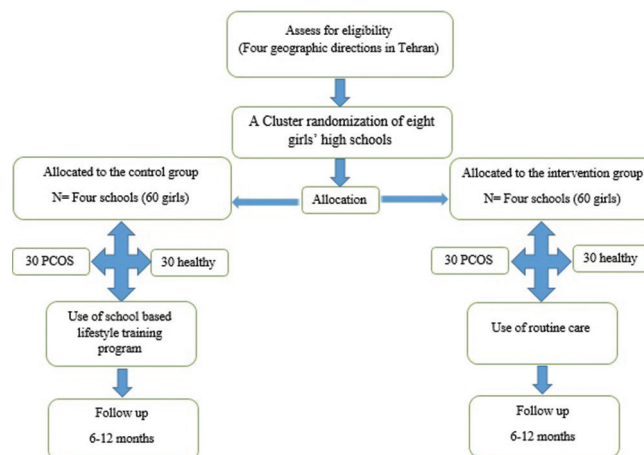 Assess for eligibility
(Four geographic directions in Tehran)
A Cluster randomization of eight
girls’ high schools
Allocated to the control group
N= Four schools (60 girls)
Allocation
Allocated to the intervention group
N= Four schools (60 girls)
30 PCOS
30 healthy
30 PCOS
30 healthy
Use of school based
lifestyle training
program
Use of routine care
Follow up
6-12 months
Follow up
6-12 months